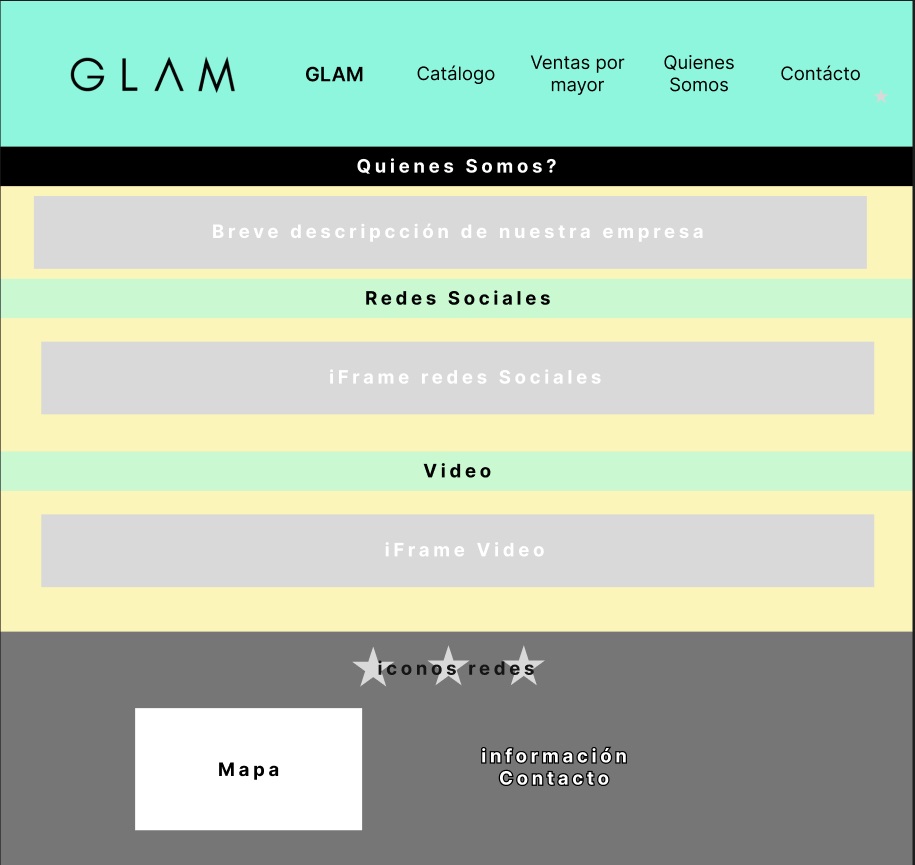 GLAM
GLAM
Catálogo
Ventas por
mayor
Quienes
Somos
Contácto
Quienes Somos?
Breve descripcción de nuestra empresa
Redes Sociales
iFrame redes Sociales
Video
iFrame Video
iconos redes
Mapa
información
Contacto